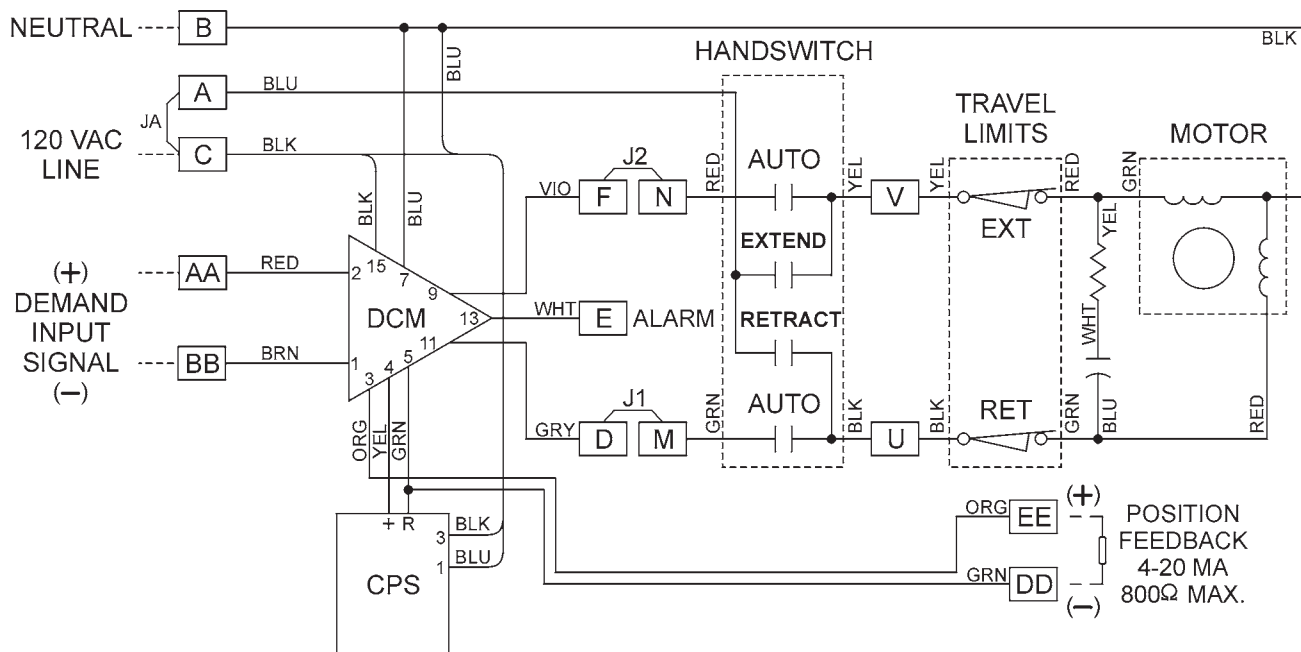 NEUTRAL
B
BLK
BLU
HANDSWITCH
A
BLU
JA
120 VAC
LINE
C
BLK
BLK
BLU
TRAVEL
LIMITS
MOTOR
J2
VIO
F
N
RED
AUTO
YEL
V
YEL
EXT
RED
GRN
YEL
EXTEND
(+)
DEMAND
INPUT
SIGNAL
(−)
AA
RED
2
15
7
9
DCM
13
WHT
E
ALARM
RETRACT
WHT
11
BB
BRN
1
3
4
5
ORG
YEL
GRN
J1
GRY
D
M
GRN
AUTO
BLK
U
BLK
RET
GRN
BLU
RED
+
R
3
BLK
1
BLU
CPS
ORG
EE
(+)
POSITION
FEEDBACK
4-20 MA
800Ω MAX.
GRN
DD
(−)